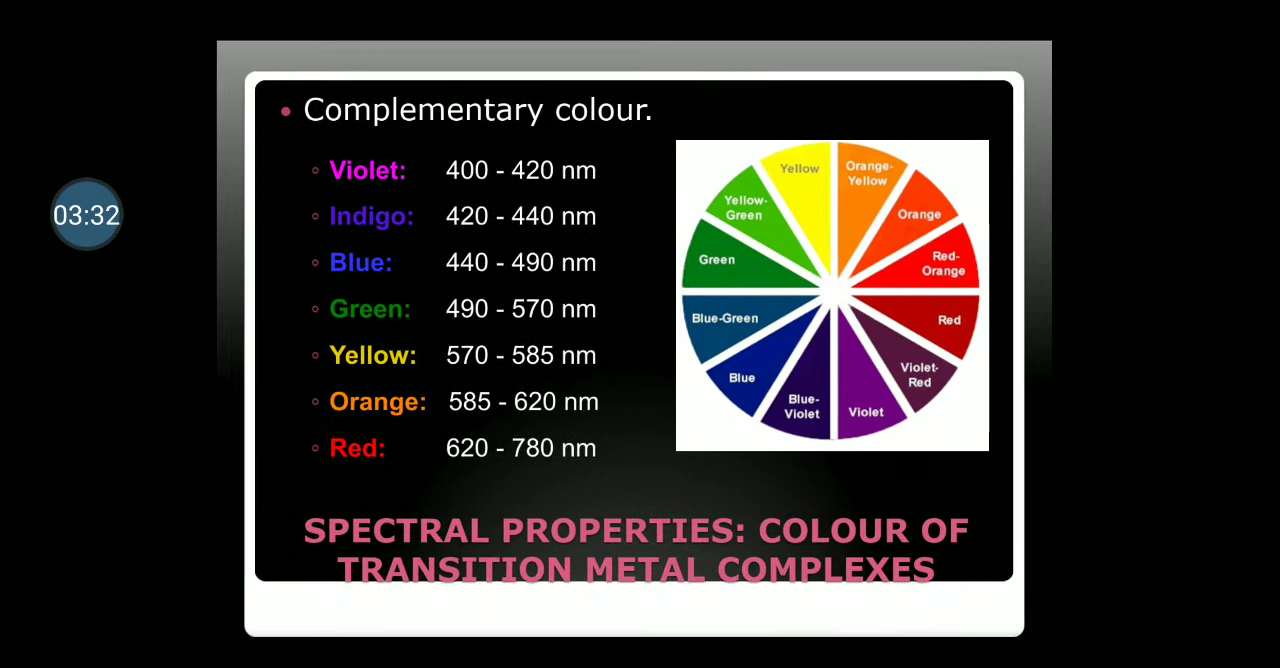 03:32
Complementary colour.
Violet: 400 - 420 nm
Indigo: 420 - 440 nm
Blue: 440 - 490 nm
Green: 490 - 570 nm
Yellow: 570 - 585 nm
Orange: 585 - 620 nm
Red: 620 - 780 nm
Yellow
Orange-
Yellow
Orange
Red-
Orange
Red
Violet-
Red
Violet
Blue-
Violet
Blue
Blue-Green
Green
Yellow-
Green
SPECTRAL PROPERTIES: COLOUR OF
TRANSITION METAL COMPLEXES